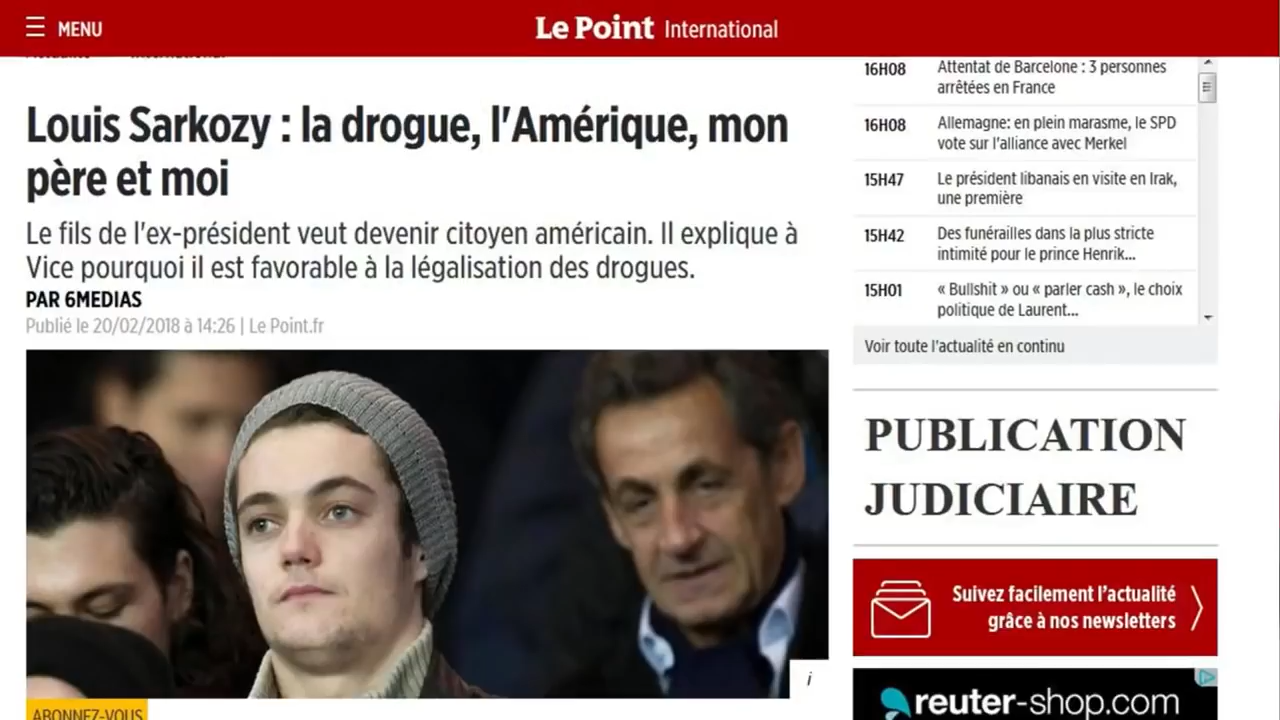 MENU
Le Point International
Louis Sarkozy : la drogue, l'Amérique, mon
père et moi
Le fils de l'ex-président veut devenir citoyen américain. Il explique à
Vice pourquoi il est favorable à la légalisation des drogues.
PAR 6MEDIAS
Publié le 20/02/2018 à 14:26 | Le Point.fr
i
ABONNEZ-VOUS
16H08 Attentat de Barcelone : 3 personnes
arrêtées en France
16H08 Allemagne: en plein marasme, le SPD
vote sur l'alliance avec Merkel
15H47 Le président libanais en visite en Irak,
une première
15H42 Des funérailles dans la plus stricte
intimité pour le prince Henrik...
15H01 « Bullshit » ou « parler cash », le choix
politique de Laurent...
Voir toute l'actualité en continu
PUBLICATION
JUDICIAIRE
Suivez facilement l'actualité
grâce à nos newsletters
reuter-shop.com